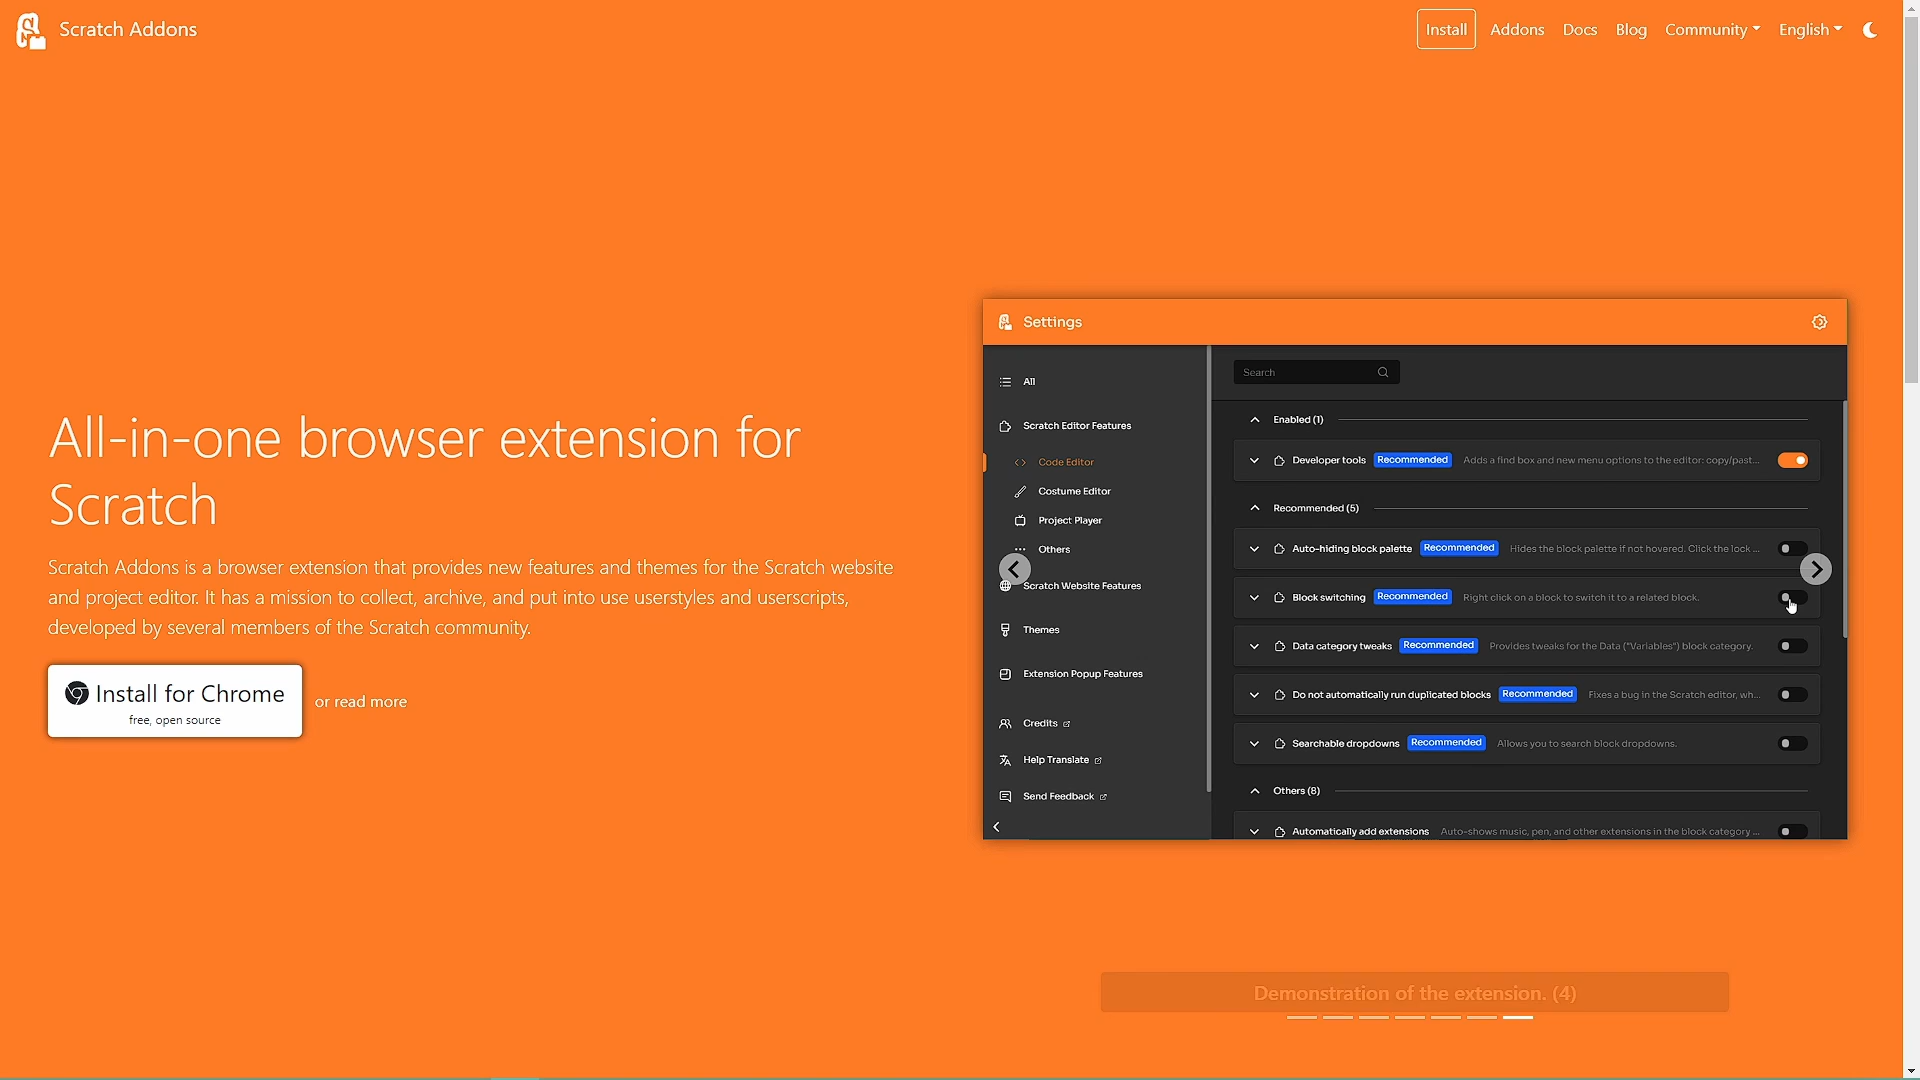 Scratch Addons
Install Addons Docs Blog Community English
All-in-one browser extension for
Scratch
Scratch Addons is a browser extension that provides new features and themes for the Scratch website
and project editor. It has a mission to collect, archive, and put into use userstyles and userscripts,
developed by several members of the Scratch community.
Install for Chrome
free, open source
or read more
Settings
All
Scratch Editor Features
Code Editor
Costume Editor
Project Player
Others
Scratch Website Features
Themes
Extension Popup Features
Credits
Help Translate
Send Feedback
Search
Enabled (1)
Developer tools Recommended Adds a find box and new menu options to the editor: copy/past...
Recommended (5)
Auto-hiding block palette Recommended Hides the block palette if not hovered. Click the lock ...
Block switching Recommended Right click on a block to switch it to a related block.
Data category tweaks Recommended Provides tweaks for the Data ("Variables") block category.
Do not automatically run duplicated blocks Recommended Fixes a bug in the Scratch editor, wh...
Searchable dropdowns Recommended Allows you to search block dropdowns.
Others (8)
Automatically add extensions Auto-shows music, pen, and other extensions in the block category ...
Demonstration of the extension. (4)